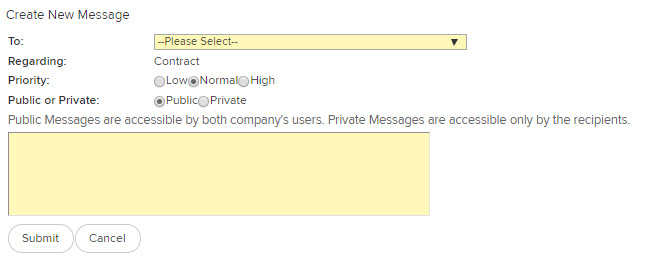 Create New Message
To: --Please Select--
Regarding: Contract
Priority: Low Normal High
Public or Private: Public Private
Public Messages are accessible by both company's users. Private Messages are accessible only by the recipients.
Submit Cancel